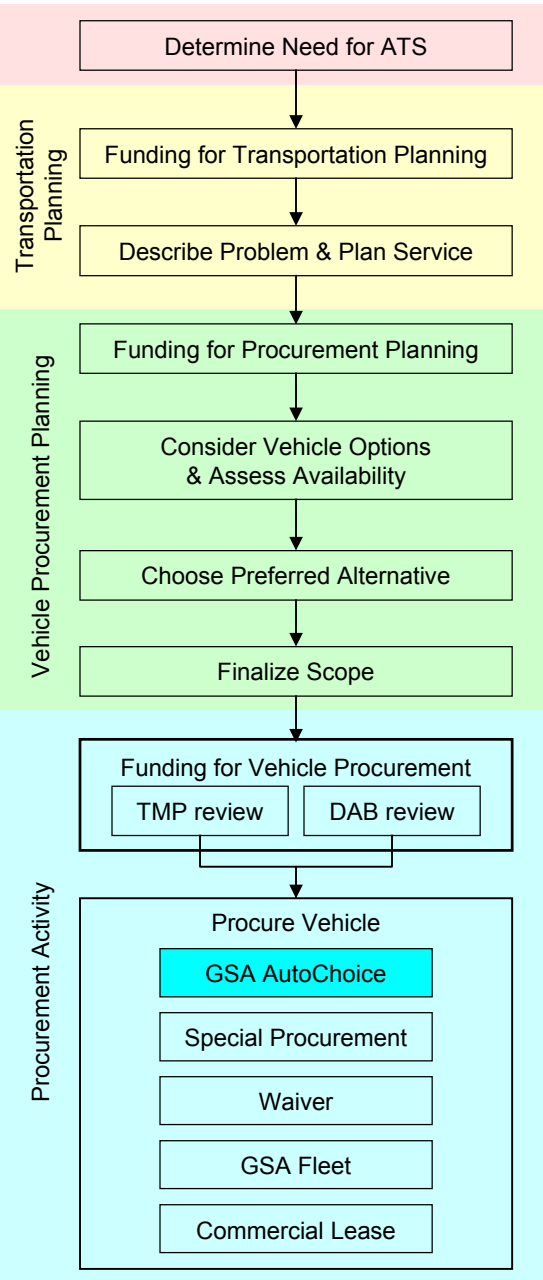 Determine Need for ATS
Transportation
Planning
Funding for Transportation Planning
Describe Problem & Plan Service
Vehicle Procurement Planning
Funding for Procurement Planning
Consider Vehicle Options
& Assess Availability
Choose Preferred Alternative
Finalize Scope
Procurement Activity
Funding for Vehicle Procurement
TMP review
DAB review
Procure Vehicle
GSA AutoChoice
Special Procurement
Waiver
GSA Fleet
Commercial Lease